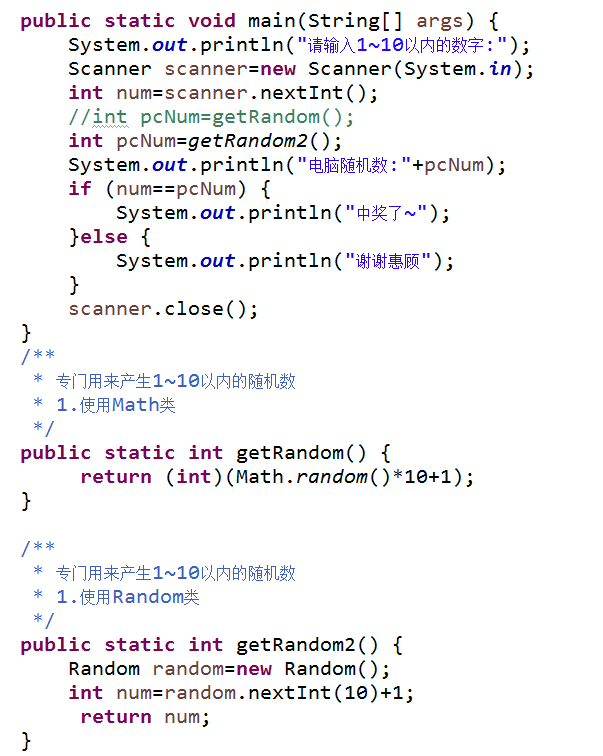 public static void main(String[] args) {
    System.out.println("请输入1~10以内的数字:");
    Scanner scanner=new Scanner(System.in);
    int num=scanner.nextInt();
    //int pcNum=getRandom();
    int pcNum=getRandom2();
    System.out.println("电脑随机数:"+pcNum);
    if (num==pcNum) {
        System.out.println("中奖了~");
    }else {
        System.out.println("谢谢惠顾");
    }
    scanner.close();
}
/**
 * 专门用来产生1~10以内的随机数
 * 1.使用Math类
 */
public static int getRandom() {
     return (int)(Math.random()*10+1);
}

/**
 * 专门用来产生1~10以内的随机数
 * 1.使用Random类
 */
public static int getRandom2() {
    Random random=new Random();
    int num=random.nextInt(10)+1;
     return num;
}